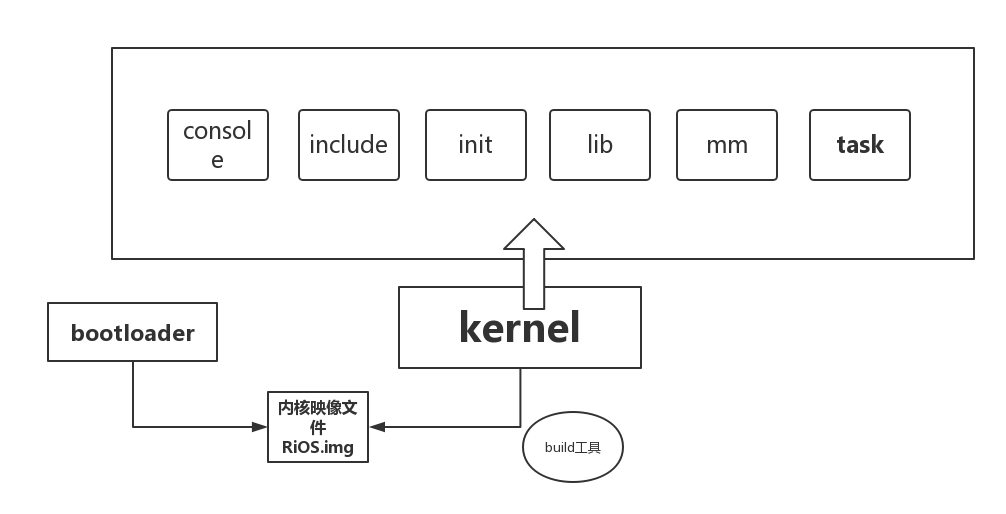 consol
e
include
init
lib
mm
task
kernel
bootloader
内核映像文
件
RiOS.img
build工具